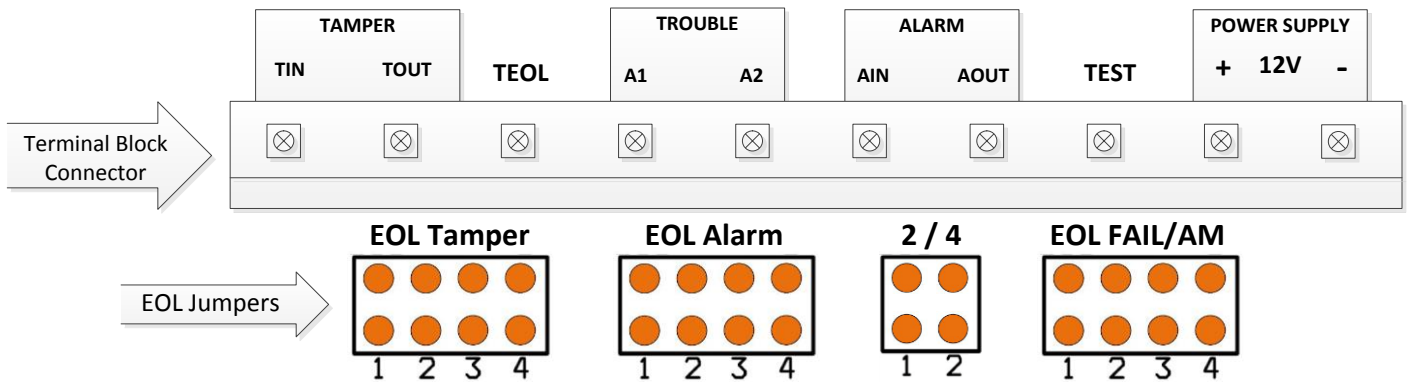 TAMPER TROUBLE ALARM POWER SUPPLY
TIN TOUT TEOL A1 A2 AIN AOUT TEST + 12V -
Terminal Block
Connector
EOL Tamper EOL Alarm 2 / 4 EOL FAIL/AM
EOL Jumpers
1 2 3 4 1 2 3 4 1 2 1 2 3 4